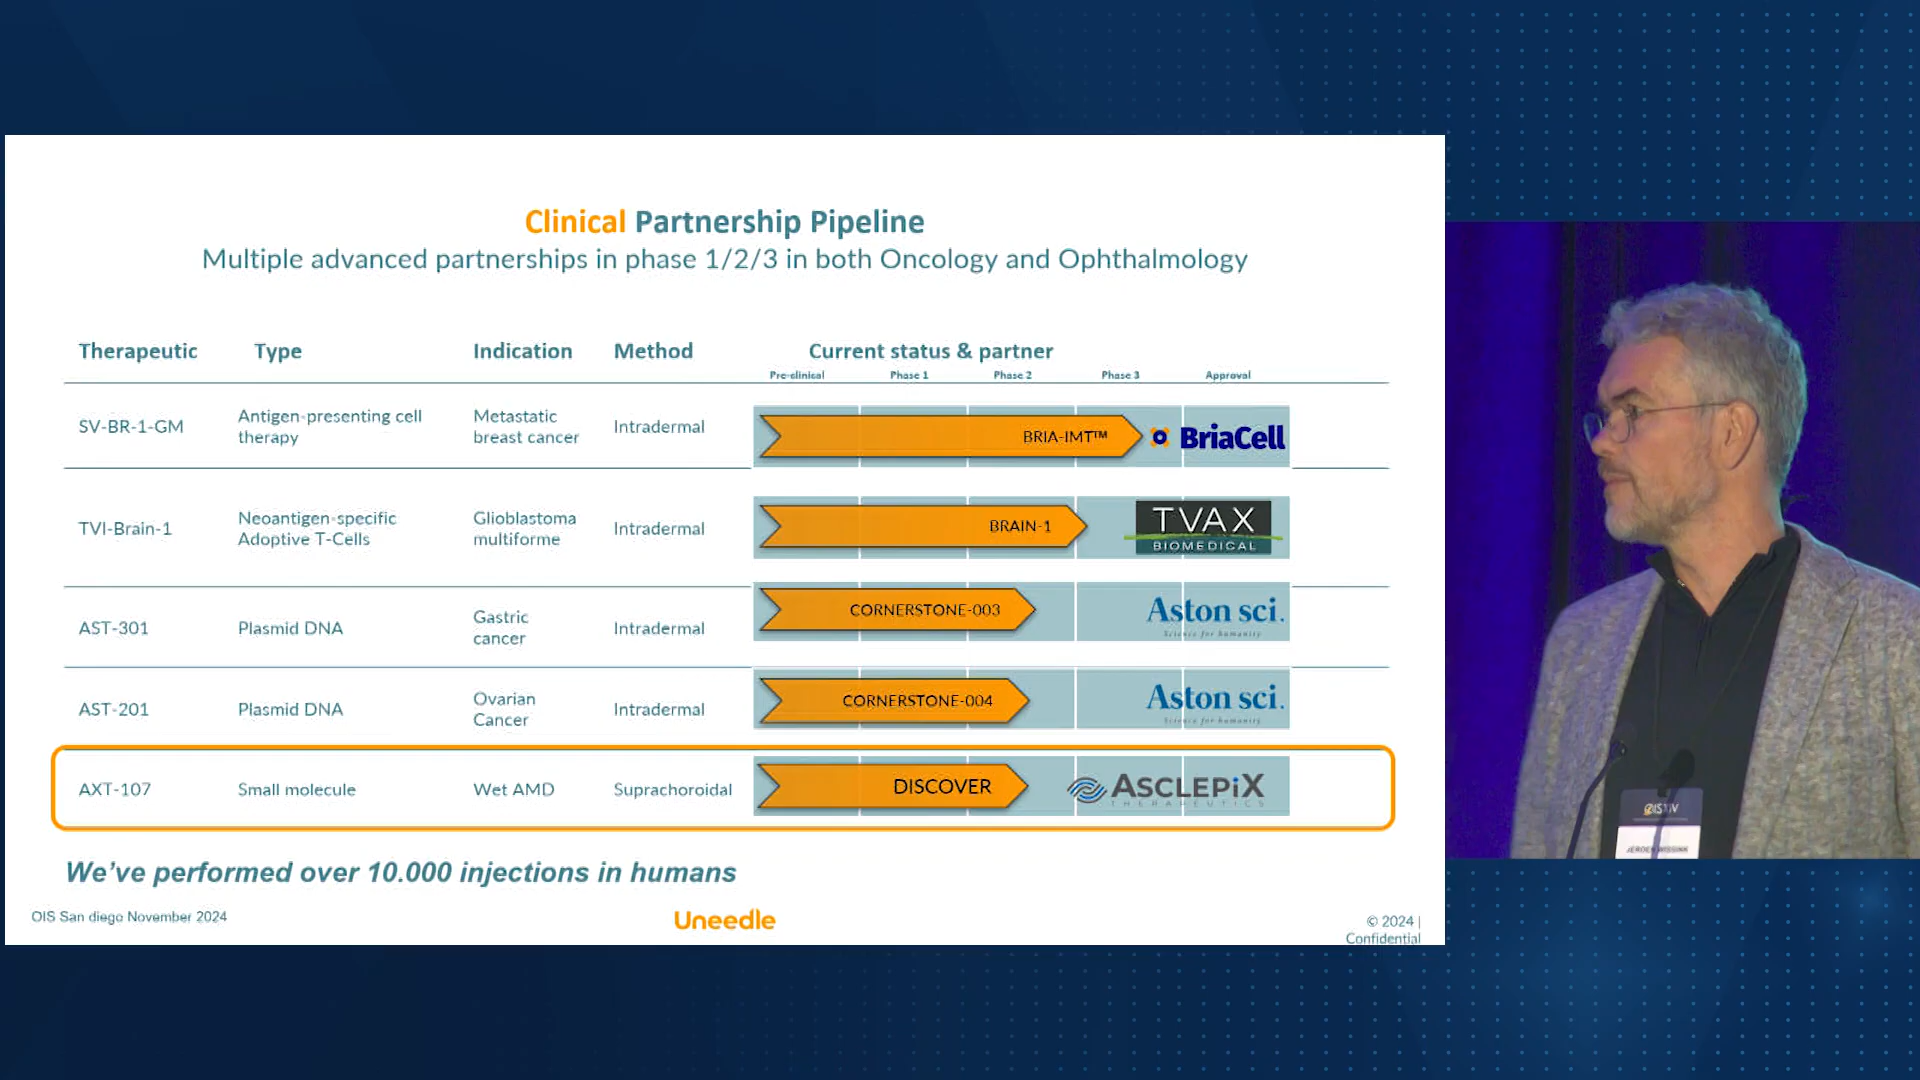 Clinical Partnership Pipeline
Multiple advanced partnerships in phase 1/2/3 in both Oncology and Ophthalmology
Therapeutic Type Indication Method Current status & partner
Pre-clinical Phase 1 Phase 2 Phase 3 Approval
SV-BR-1-GM
Antigen-presenting cell
therapy
Metastatic
breast cancer
Intradermal
BRIA-IMT™
BriaCell
TVI-Brain-1
Neoantigen-specific
Adoptive T-Cells
Glioblastoma
multiforme
Intradermal
BRAIN-1
TVAX
BIOMEDICAL
AST-301
Plasmid DNA
Gastric
cancer
Intradermal
CORNERSTONE-003
Aston sci.
Science for humanity
AST-201
Plasmid DNA
Ovarian
Cancer
Intradermal
CORNERSTONE-004
Aston sci.
Science for humanity
AXT-107
Small molecule
Wet AMD
Suprachoroidal
DISCOVER
ASCLEPiX
THERAPEUTICS
We’ve performed over 10.000 injections in humans
OIS San diego November 2024
Uneedle
© 2024 |
Confidential
JEROEN WISSINK